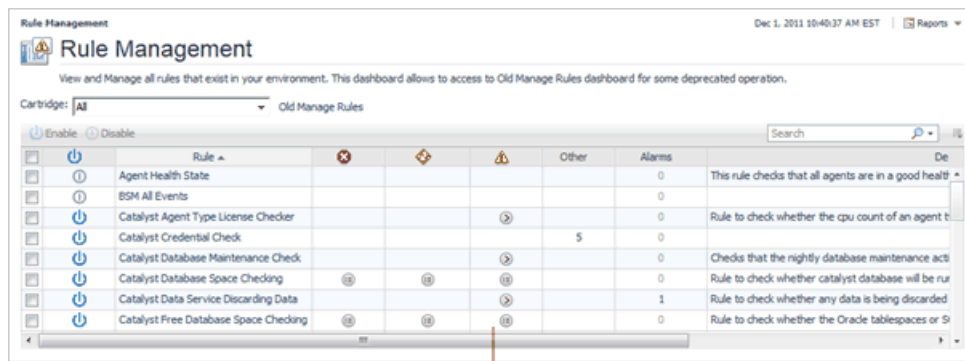 Rule Management
Dec 1, 2011 10:40:37 AM EST Reports
Rule Management
View and Manage all rules that exist in your environment. This dashboard allows to access to Old Manage Rules dashboard for some deprecated operation.
Cartridge: All Old Manage Rules
Enable Disable Search
Rule Other Alarms De
Agent Health State 0 This rule checks that all agents are in a good health
BSM All Events 0
Catalyst Agent Type License Checker 0 Rule to check whether the cpu count of an agent t
Catalyst Credential Check 5 0
Catalyst Database Maintenance Check 0 Checks that the nightly database maintenance acti
Catalyst Database Space Checking 0 Rule to check whether catalyst database will be rur
Catalyst Data Service Discarding Data 1 Rule to check whether any data is being discarded
Catalyst Free Database Space Checking 0 Rule to check whether the Oracle tablespaces or S